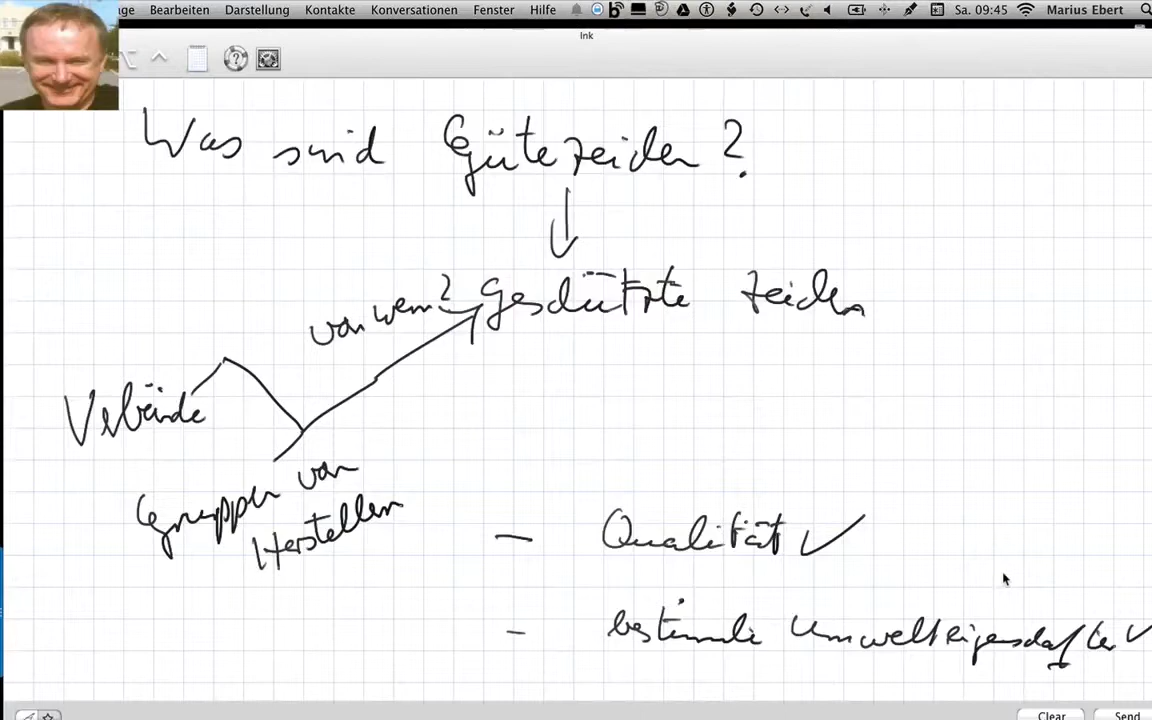 ge Bearbeiten Darstellung Kontakte Konversationen Fenster Hilfe Sa. 09:45 Marius Ebert
Ink
Was sind Gütezeichen?
von wem? Geschützte Zeichen
Verbände
Gruppen von
Herstellern
- Qualität ✓
- bestimmte Umwelteigenschaften ✓
Clear Send